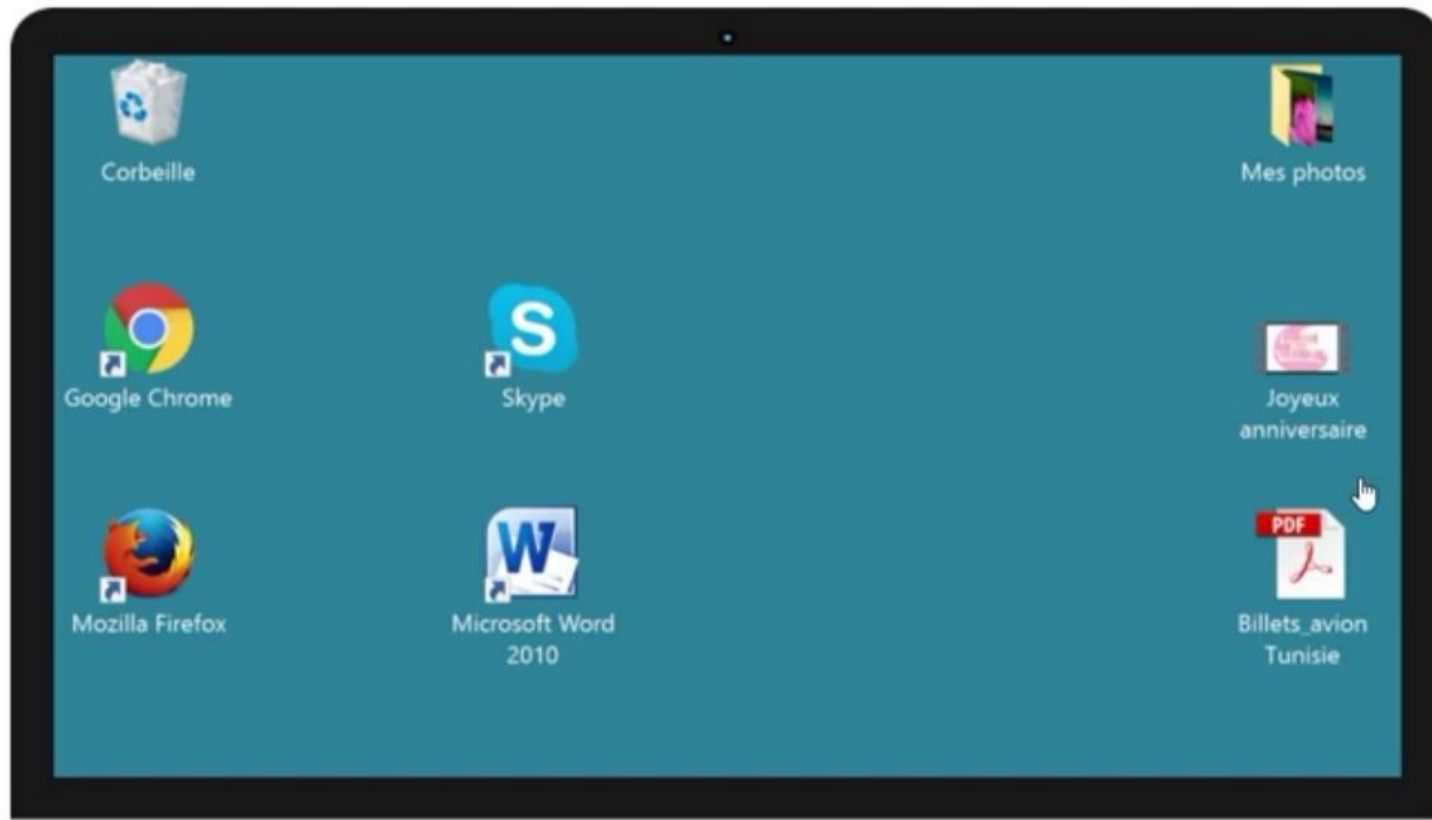 Corbeille
Mes photos
Google Chrome
S
Skype
Joyeux
anniversaire
Mozilla Firefox
W
Microsoft Word
2010
PDF
Billets_avion
Tunisie